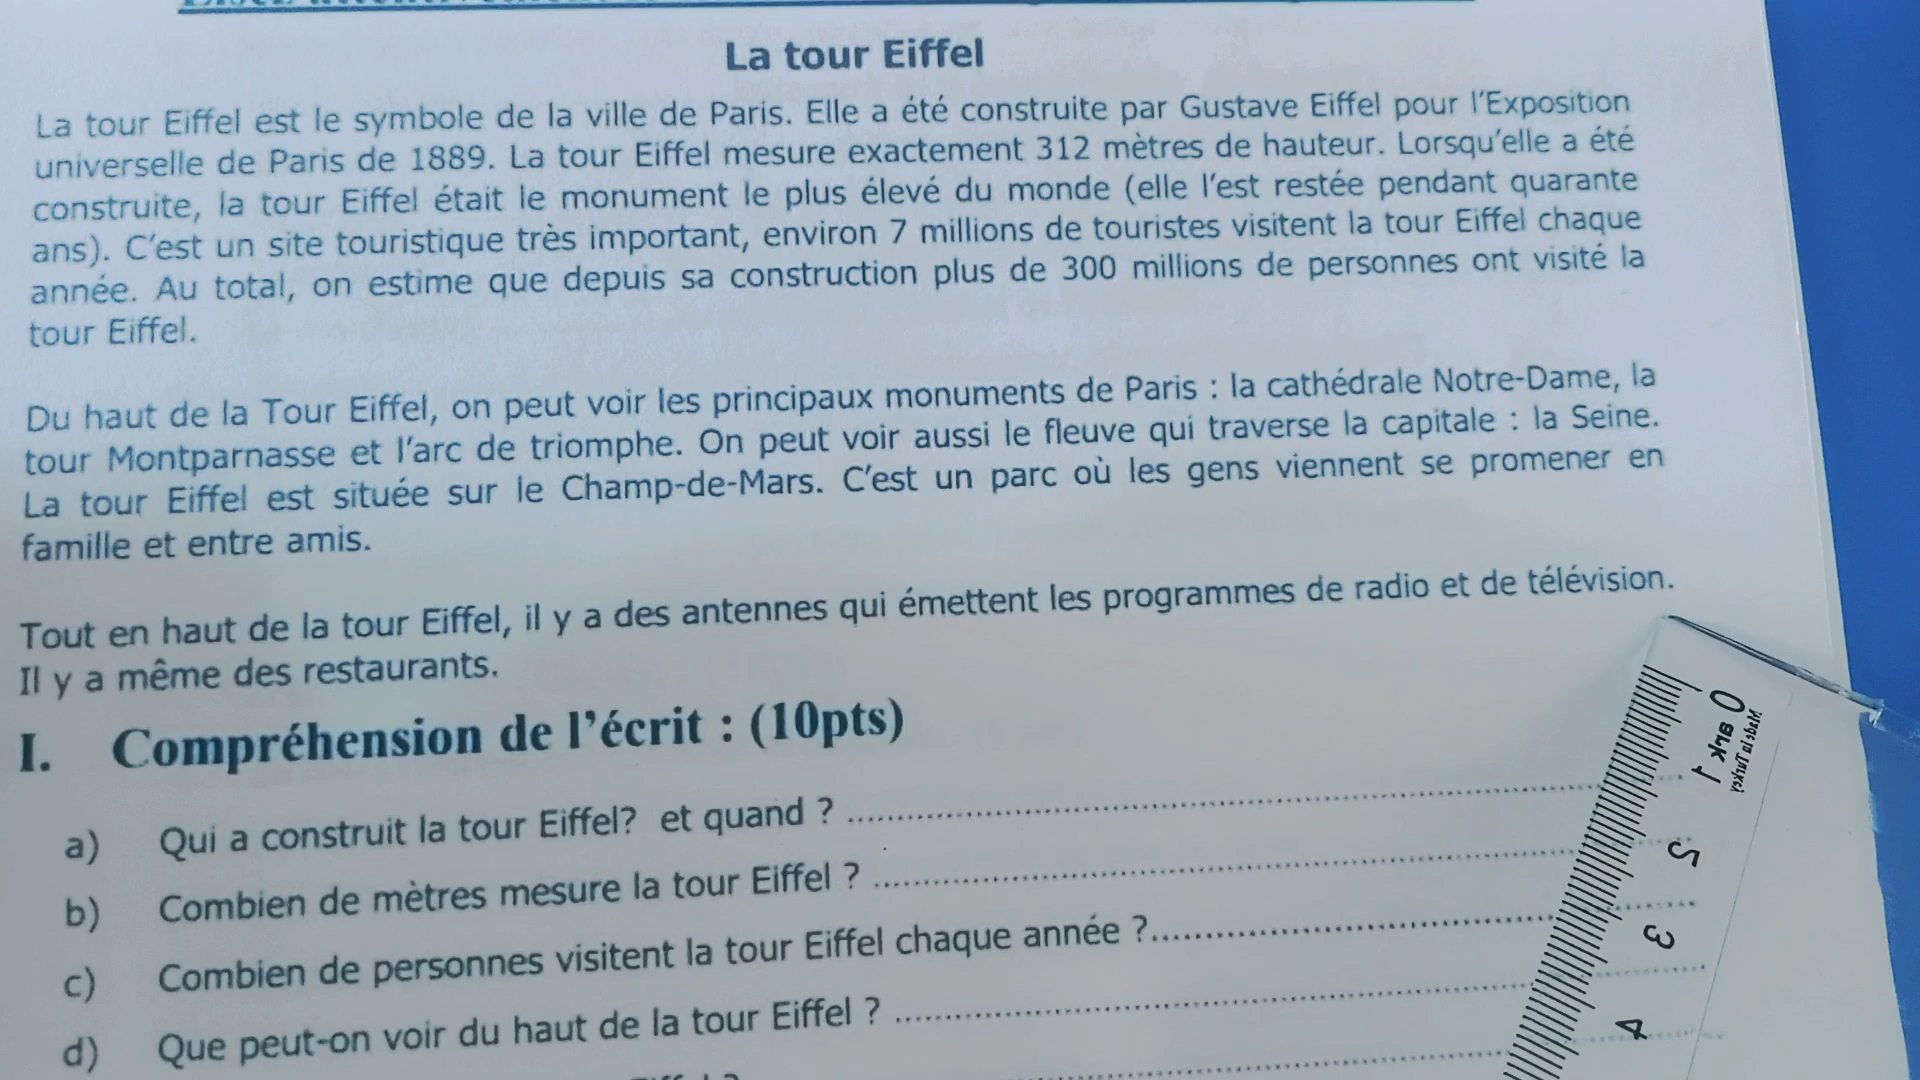 La tour Eiffel
La tour Eiffel est le symbole de la ville de Paris. Elle a été construite par Gustave Eiffel pour l'Exposition
universelle de Paris de 1889. La tour Eiffel mesure exactement 312 mètres de hauteur. Lorsqu'elle a été
construite, la tour Eiffel était le monument le plus élevé du monde (elle l'est restée pendant quarante
ans). C'est un site touristique très important, environ 7 millions de touristes visitent la tour Eiffel chaque
année. Au total, on estime que depuis sa construction plus de 300 millions de personnes ont visité la
tour Eiffel.
Du haut de la Tour Eiffel, on peut voir les principaux monuments de Paris : la cathédrale Notre-Dame, la
tour Montparnasse et l'arc de triomphe. On peut voir aussi le fleuve qui traverse la capitale : la Seine.
La tour Eiffel est située sur le Champ-de-Mars. C'est un parc où les gens viennent se promener en
famille et entre amis.
Tout en haut de la tour Eiffel, il y a des antennes qui émettent les programmes de radio et de télévision.
Il y a même des restaurants.
I. Compréhension de l'écrit : (10pts)
a) Qui a construit la tour Eiffel? et quand ? ..........
b) Combien de mètres mesure la tour Eiffel ? ..........
c) Combien de personnes visitent la tour Eiffel chaque année ?..........
d) Que peut-on voir du haut de la tour Eiffel ? ..........
0 ark 1
Made in Turkey
3
4